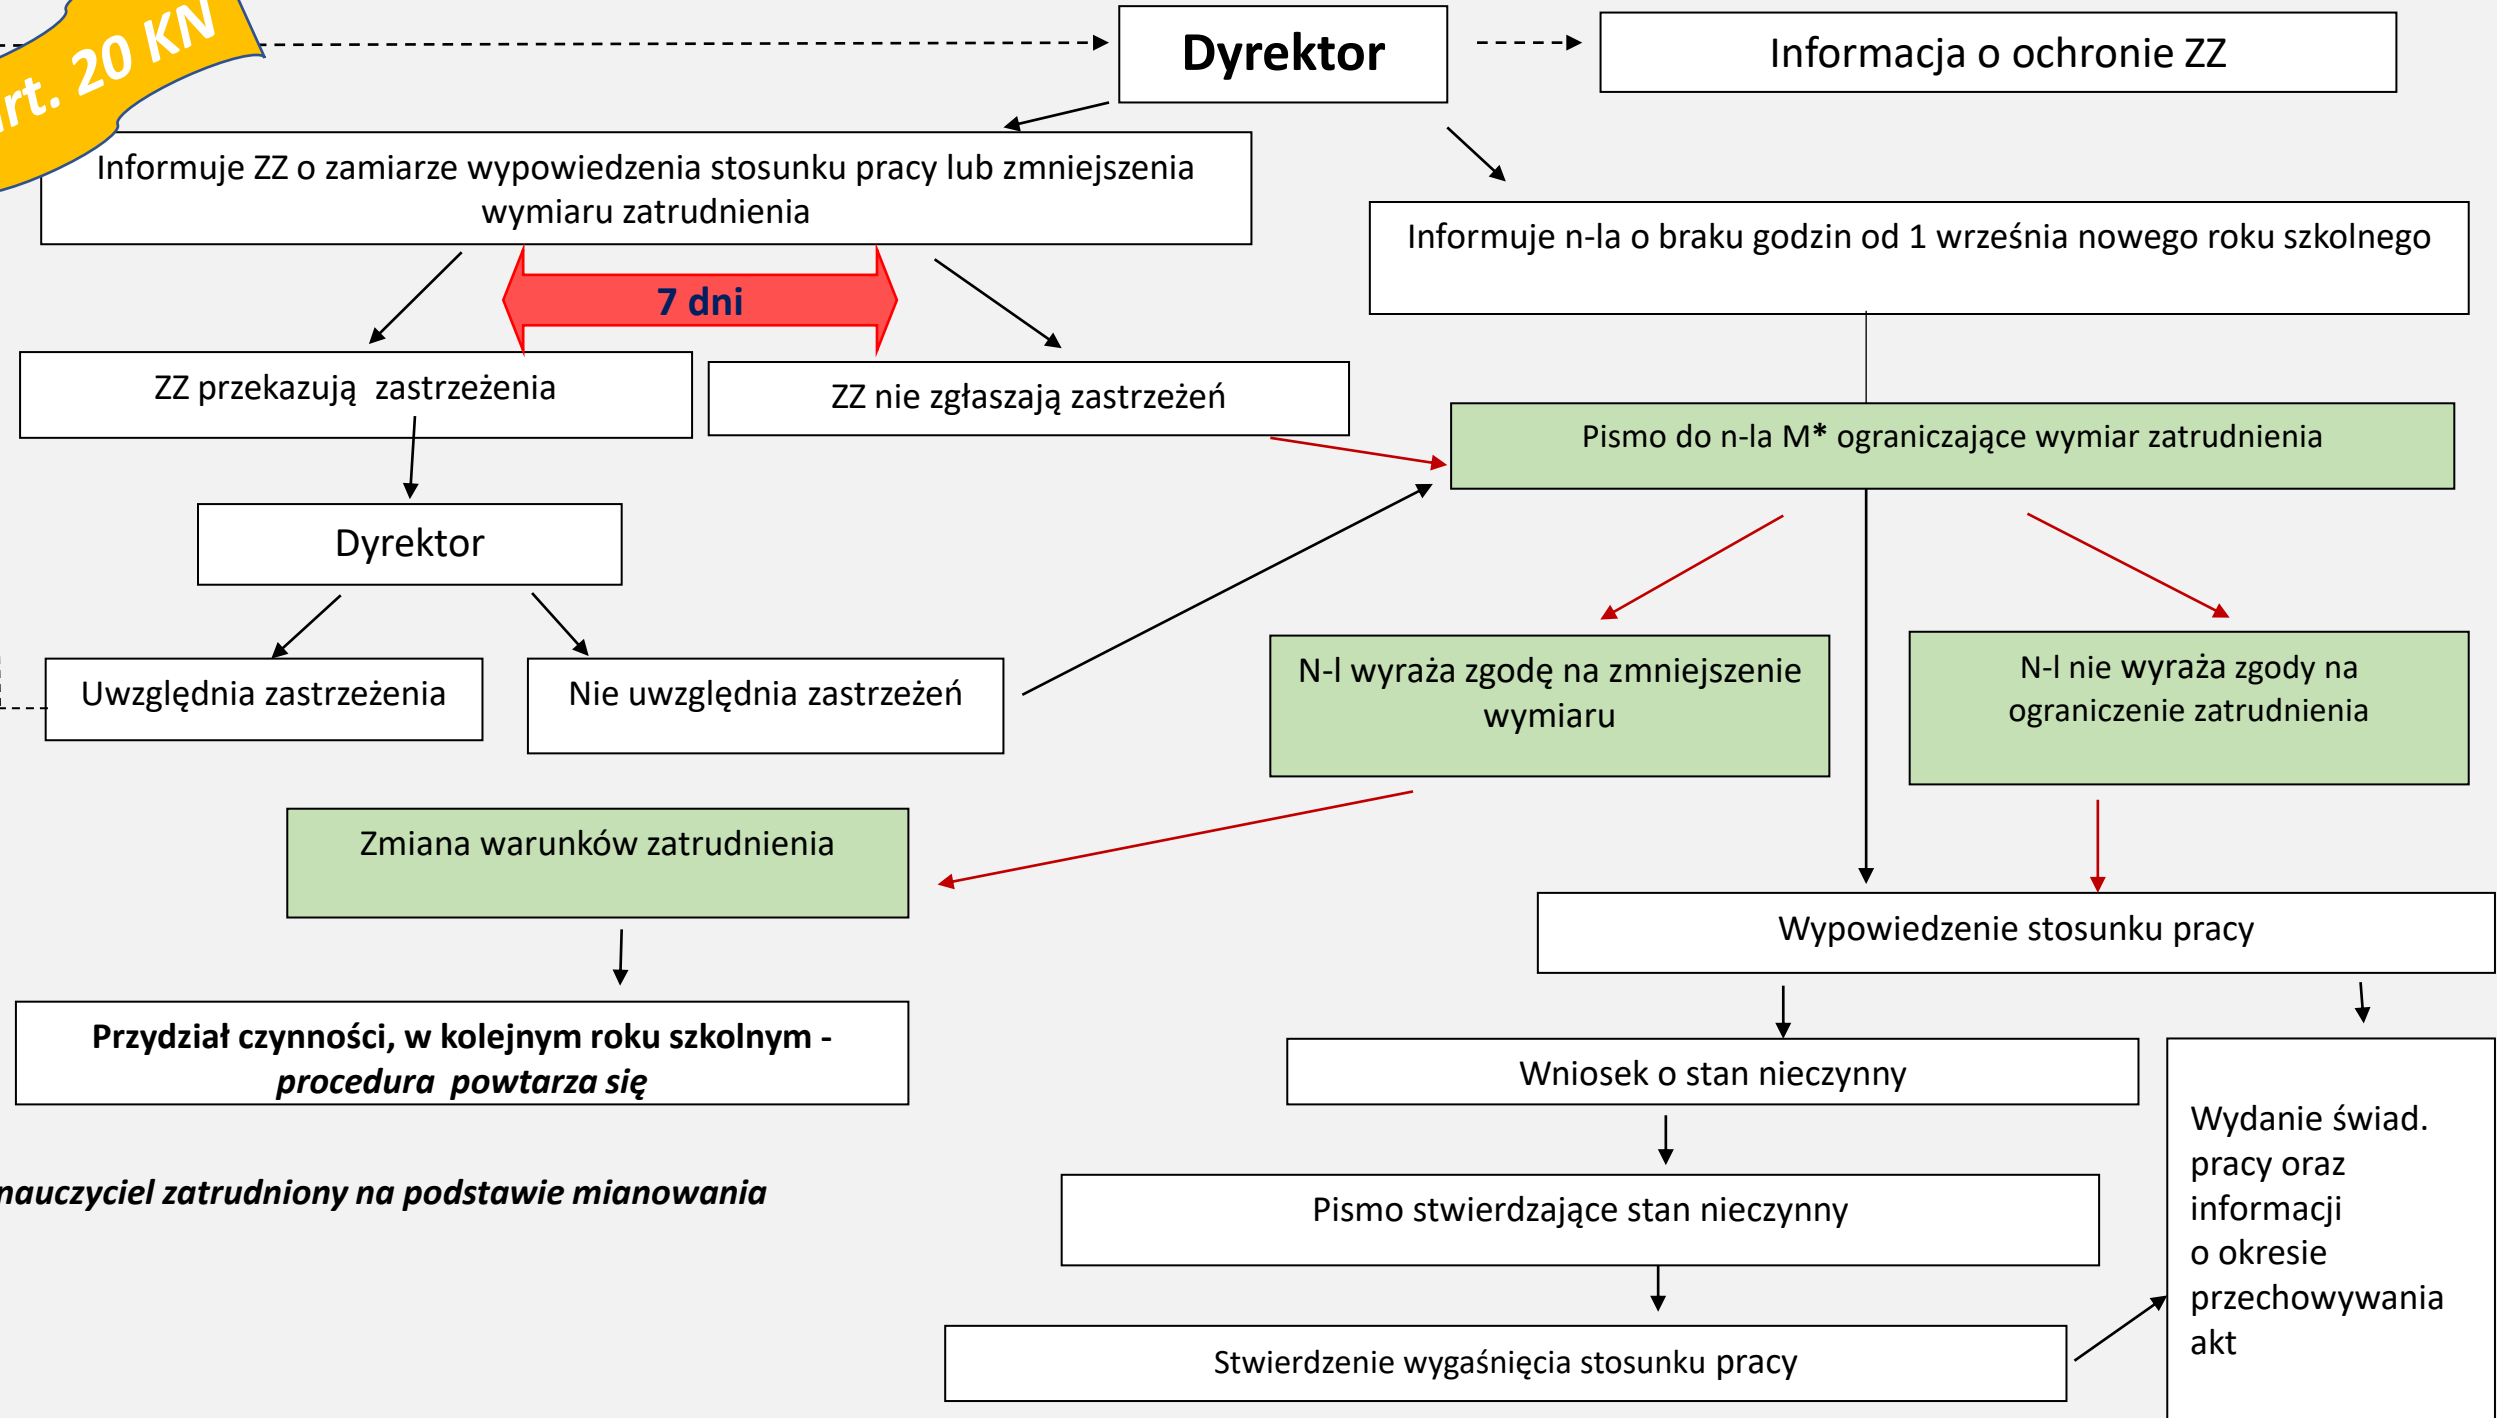 rt. 20 KN
Dyrektor
Informacja o ochronie ZZ
Informuje ZZ o zamiarze wypowiedzenia stosunku pracy lub zmniejszenia
wymiaru zatrudnienia
Informuje n-la o braku godzin od 1 września nowego roku szkolnego
7 dni
ZZ przekazują zastrzeżenia
ZZ nie zgłaszają zastrzeżeń
Pismo do n-la M* ograniczające wymiar zatrudnienia
Dyrektor
Uwzględnia zastrzeżenia
Nie uwzględnia zastrzeżeń
N-l wyraża zgodę na zmniejszenie
wymiaru
N-l nie wyraża zgody na
ograniczenie zatrudnienia
Zmiana warunków zatrudnienia
Wypowiedzenie stosunku pracy
Przydział czynności, w kolejnym roku szkolnym -
procedura powtarza się
Wniosek o stan nieczynny
Wydanie świad.
pracy oraz
informacji
o okresie
przechowywania
akt
nauczyciel zatrudniony na podstawie mianowania
Pismo stwierdzające stan nieczynny
Stwierdzenie wygaśnięcia stosunku pracy